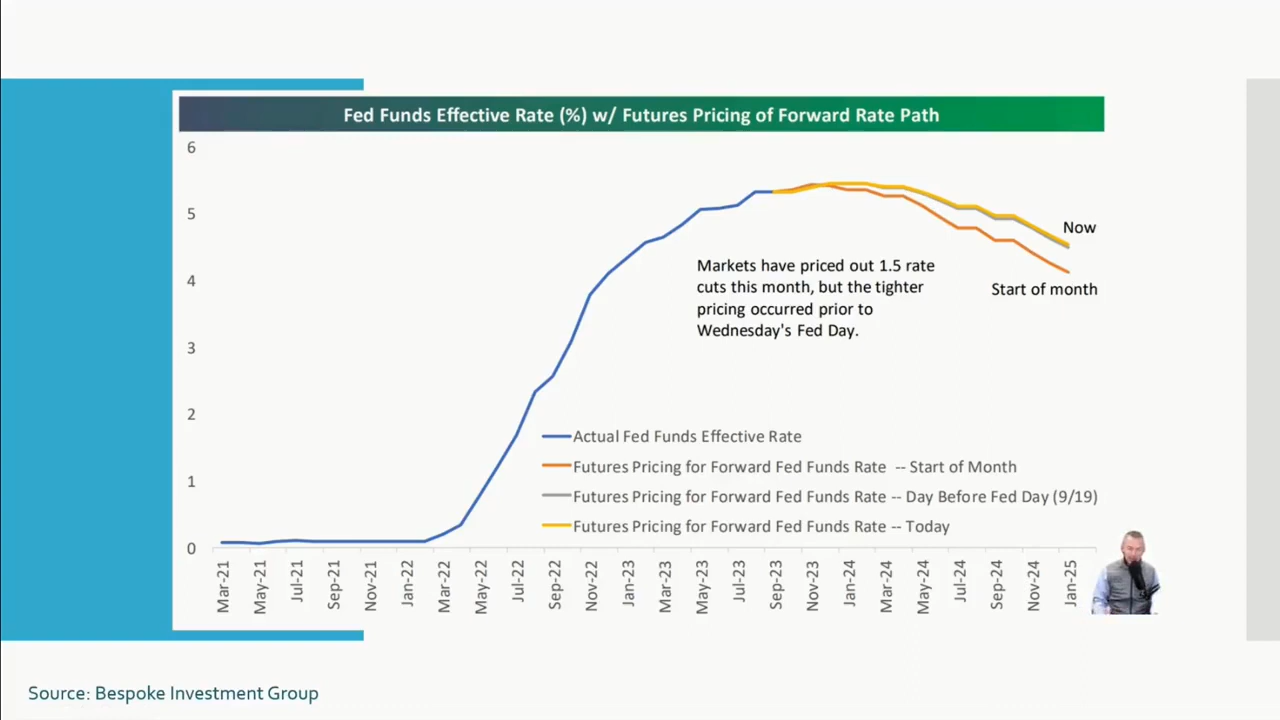 Fed Funds Effective Rate (%) w/ Futures Pricing of Forward Rate Path
6
5
4
3
2
1
0
Now
Start of month
Markets have priced out 1.5 rate
cuts this month, but the tighter
pricing occurred prior to
Wednesday's Fed Day.
Actual Fed Funds Effective Rate
Futures Pricing for Forward Fed Funds Rate -- Start of Month
Futures Pricing for Forward Fed Funds Rate -- Day Before Fed Day (9/19)
Futures Pricing for Forward Fed Funds Rate -- Today
Mar-21
May-21
Jul-21
Sep-21
Nov-21
Jan-22
Mar-22
May-22
Jul-22
Sep-22
Nov-22
Jan-23
Mar-23
May-23
Jul-23
Sep-23
Nov-23
Jan-24
Mar-24
May-24
Jul-24
Sep-24
Nov-24
Jan-25
Source: Bespoke Investment Group